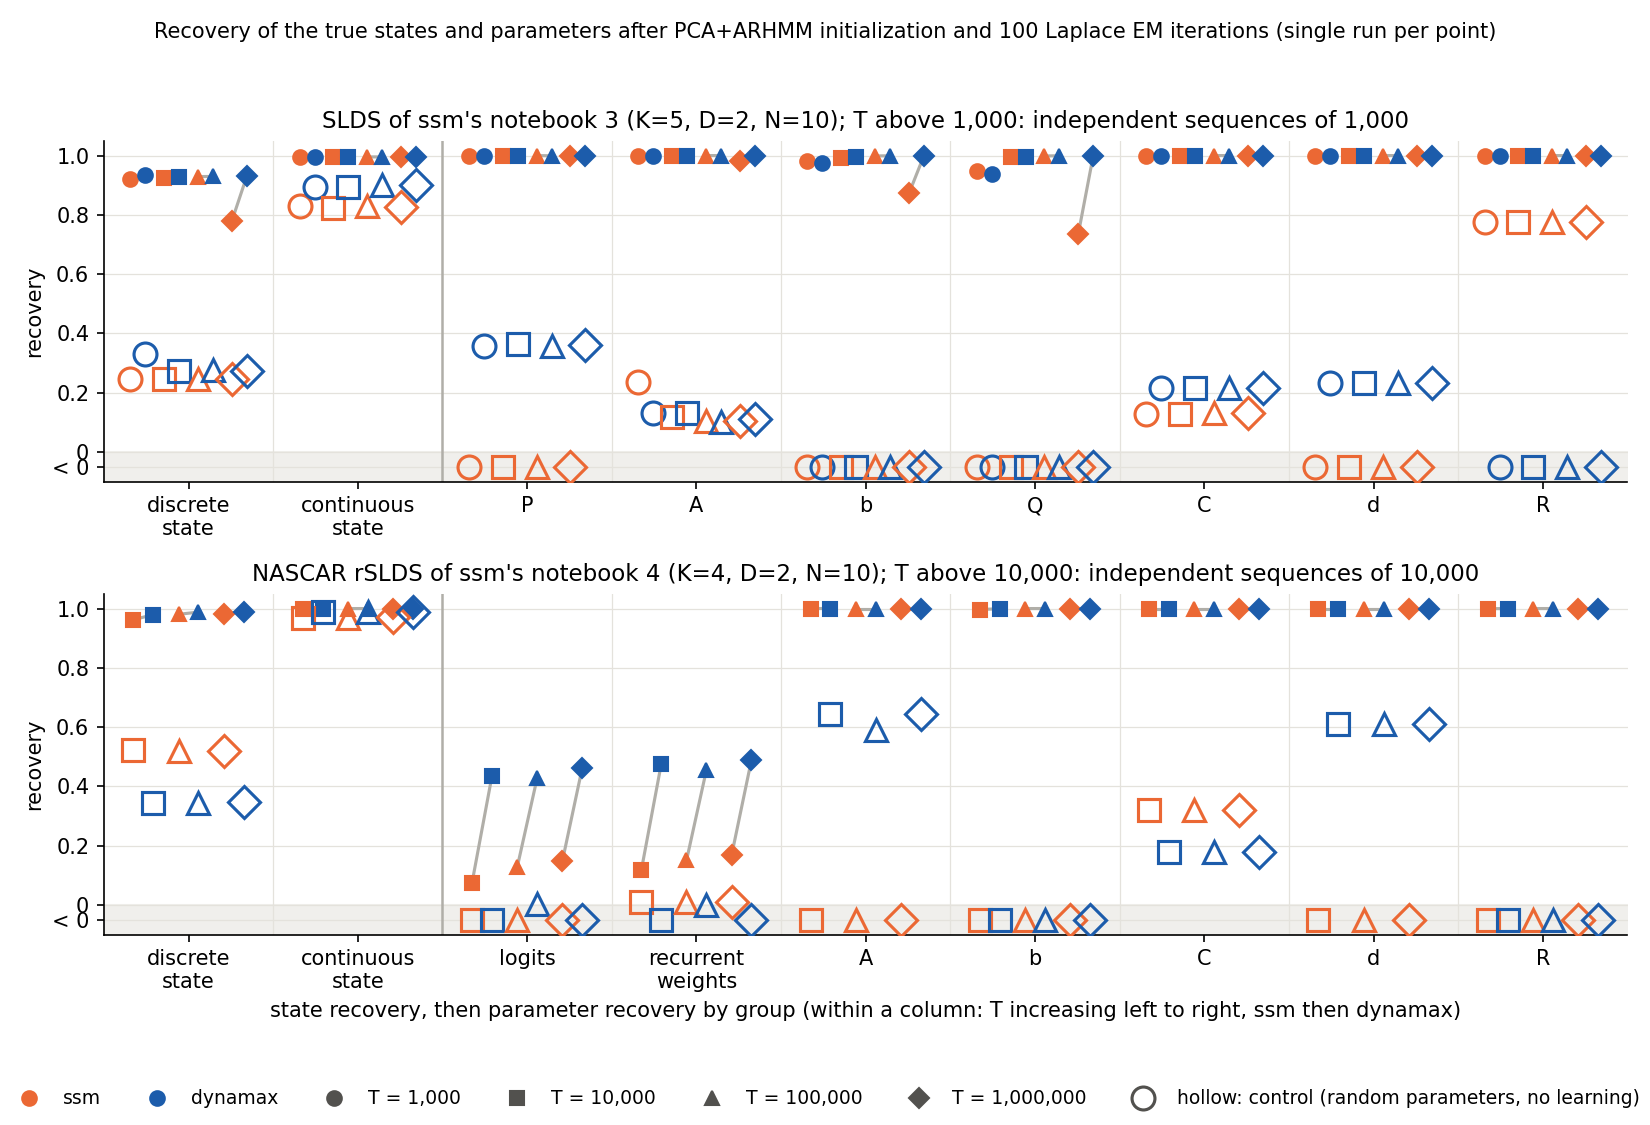 Recovery of the true states and parameters after PCA+ARHMM initialization and 100 Laplace EM iterations (single run per point)
SLDS of ssm's notebook 3 (K=5, D=2, N=10); T above 1,000: independent sequences of 1,000
recovery
1.0
0.8
0.6
0.4
0.2
0
< 0
discrete state
continuous state
P
A
b
Q
C
d
R
NASCAR rSLDS of ssm's notebook 4 (K=4, D=2, N=10); T above 10,000: independent sequences of 10,000
recovery
1.0
0.8
0.6
0.4
0.2
0
< 0
discrete state
continuous state
logits
recurrent weights
A
b
C
d
R
state recovery, then parameter recovery by group (within a column: T increasing left to right, ssm then dynamax)
ssm
dynamax
T = 1,000
T = 10,000
T = 100,000
T = 1,000,000
hollow: control (random parameters, no learning)